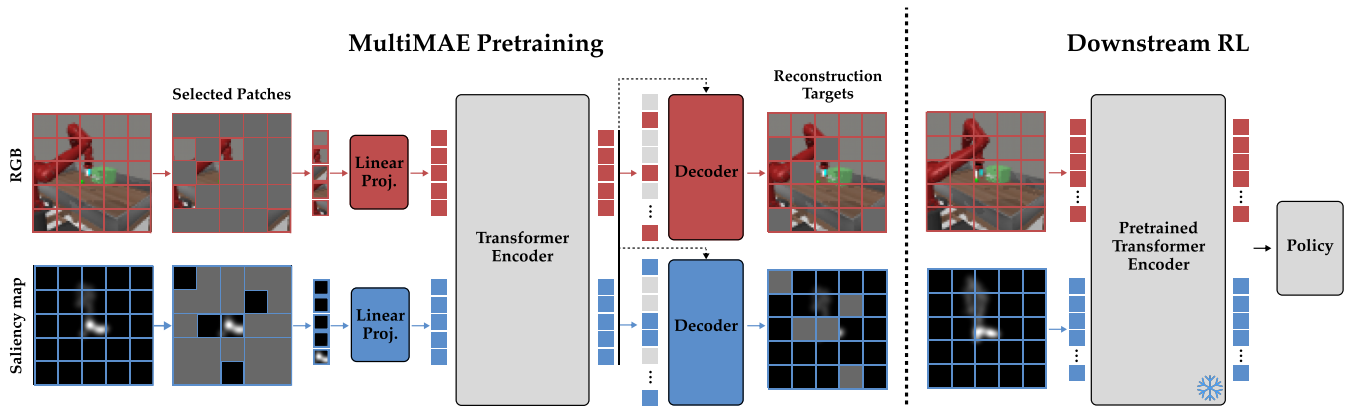 MultiMAE Pretraining
Downstream RL
Selected Patches
Reconstruction
Targets
RGB
Linear
Proj.
Transformer
Encoder
Decoder
Pretrained
Transformer
Encoder
Policy
Saliency map
Linear
Proj.
Decoder